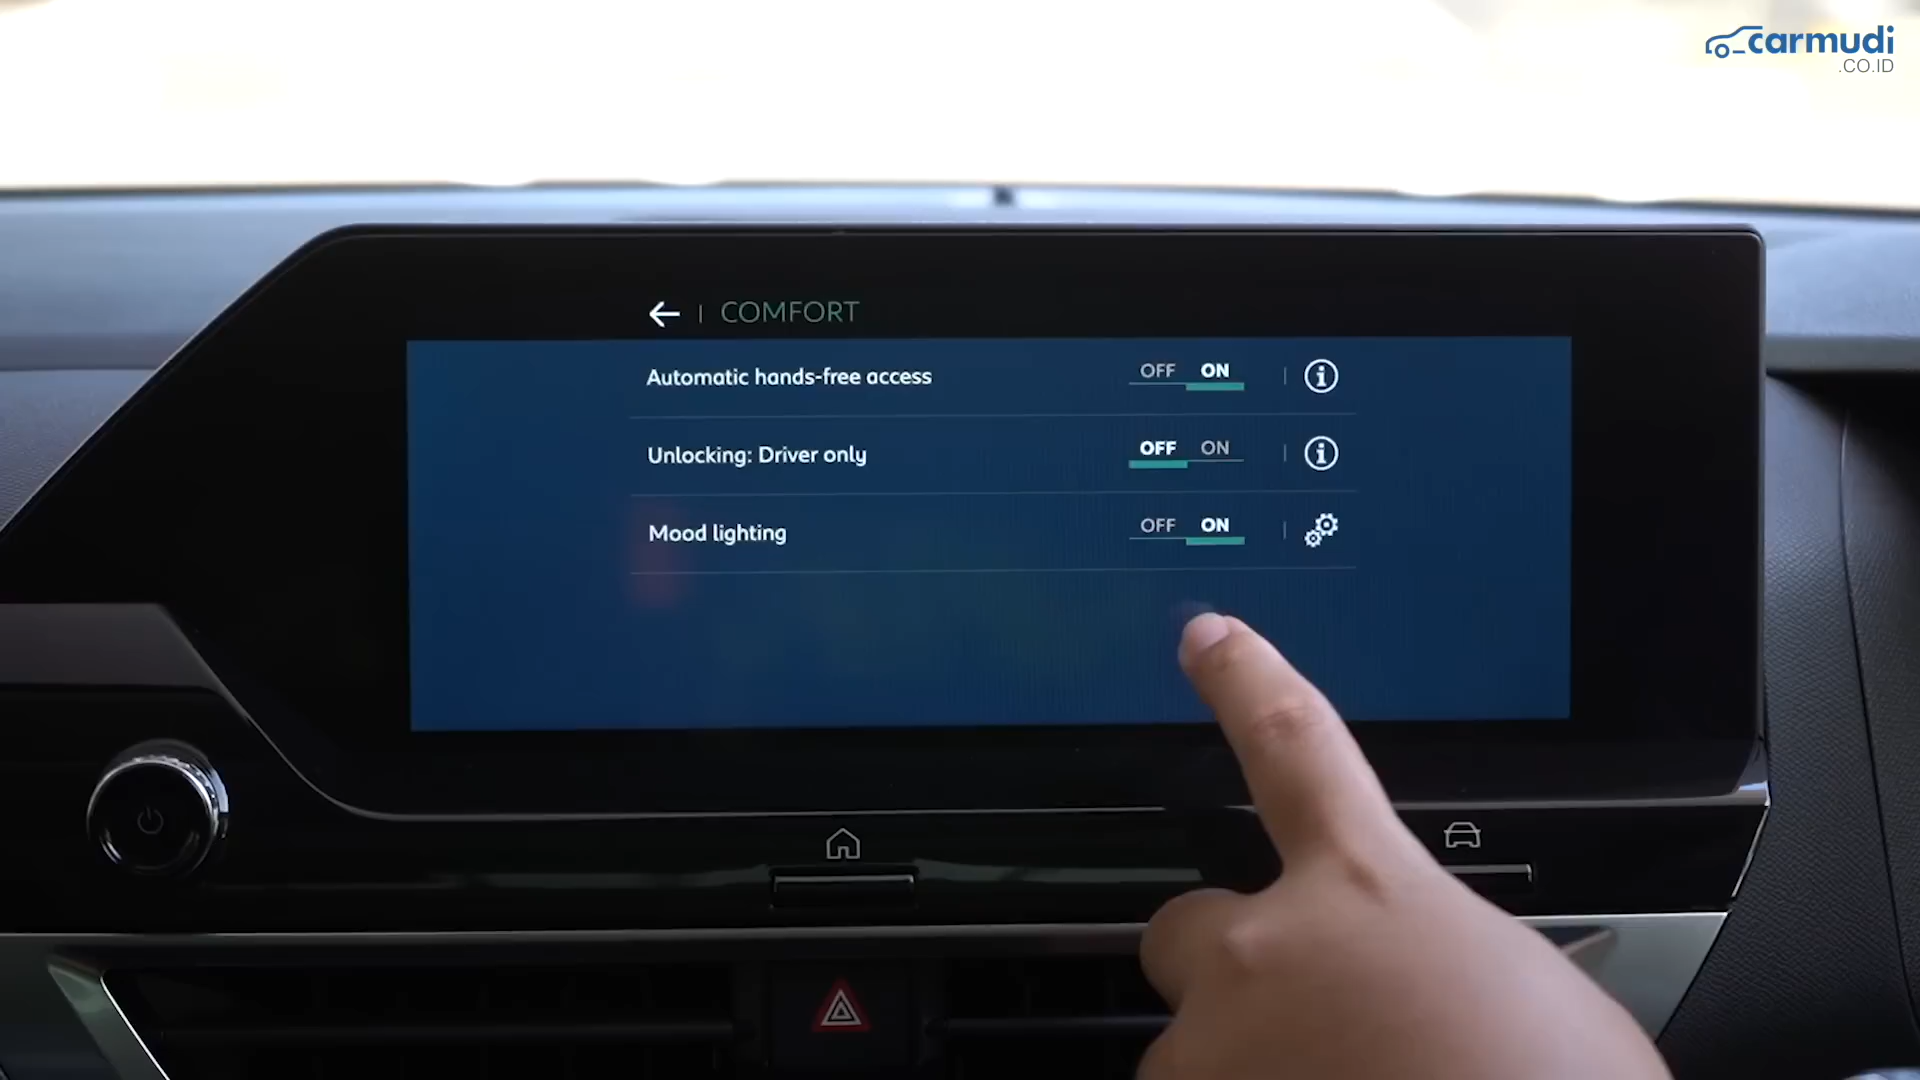 carmudi
.CO.ID
COMFORT
Automatic hands-free access OFF ON
Unlocking: Driver only OFF ON
Mood lighting OFF ON